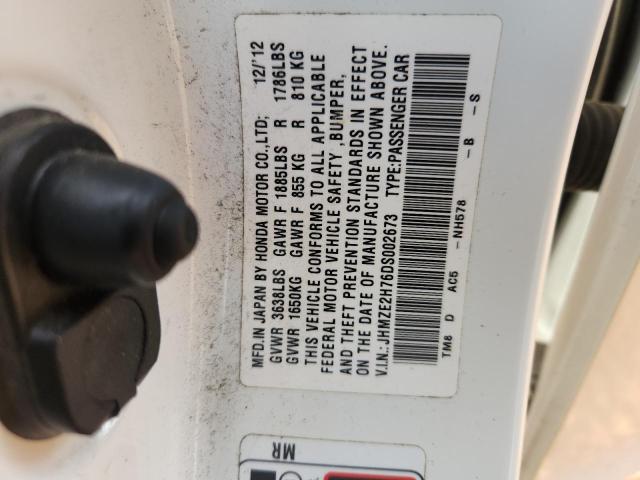 MFD.IN JAPAN BY HONDA MOTOR CO.,LTD; 12/'12
GVWR 3638LBS GAWR F 1885LBS R 1786LBS
GVWR 1650KG GAWR F 855 KG R 810 KG
THIS VEHICLE CONFORMS TO ALL APPLICABLE
FEDERAL MOTOR VEHICLE SAFETY ,BUMPER,
AND THEFT PREVENTION STANDARDS IN EFFECT
ON THE DATE OF MANUFACTURE SHOWN ABOVE.
V.I.N.:JHMZE2H76DS002673 TYPE:PASSENGER CAR
TM8 D AC5 -NH578 -B -S
MR